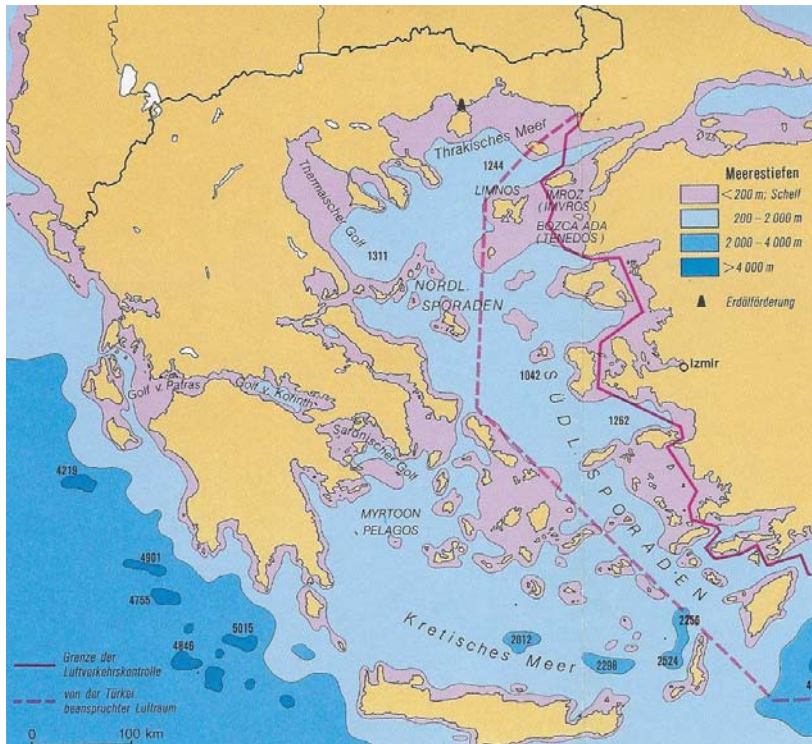 Thrakisches Meer
1244
Meerestiefen
< 200 m; Schelf
200 – 2 000 m
2 000 – 4 000 m
> 4 000 m
Erdölförderung
LIMNOS
IMROZ
(IMVROS)
BOZCA ADA
(TENEDOS)
Thermaischer Golf
1311
NÖRDL.
SPORADEN
Izmir
1042
SÜDL. SPORADEN
1262
Golf v. Patras
Golf v. Korinth
Saronischer Golf
4219
MYRTOON
PELAGOS
4901
4755
5015
4846
Kretisches Meer
2012
2256
2298
2524
Grenze der
Luftverkehrskontrolle
von der Türkei
beanspruchter Luftraum
0 100 km